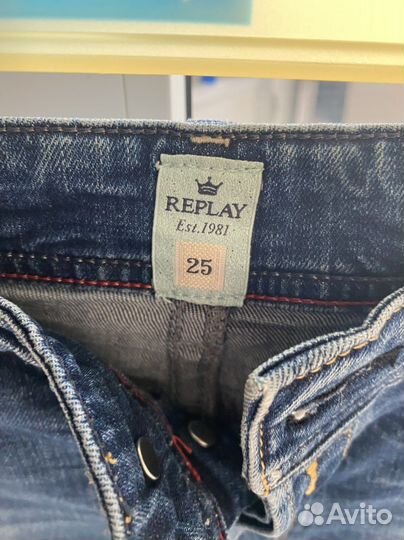 REPLAY
Est.1981
25
Avito